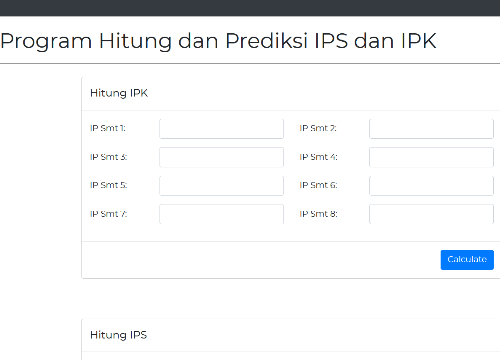 Program Hitung dan Prediksi IPS dan IPK
Hitung IPK
IP Smt 1: IP Smt 2:
IP Smt 3: IP Smt 4:
IP Smt 5: IP Smt 6:
IP Smt 7: IP Smt 8:
Calculate
Hitung IPS